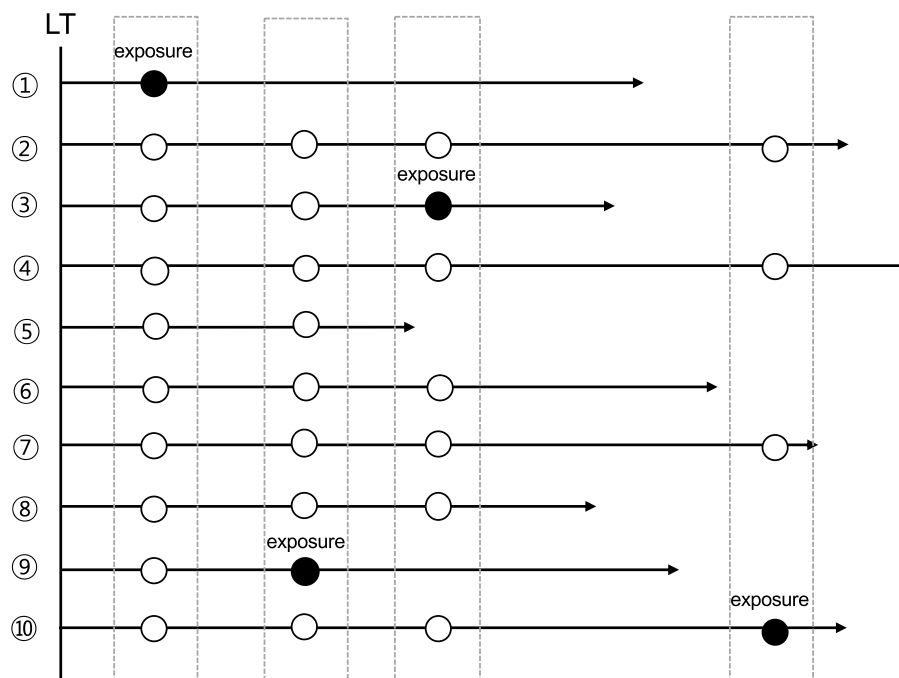 LT
exposure
①
②
exposure
③
④
⑤
⑥
⑦
⑧
exposure
⑨
exposure
⑩